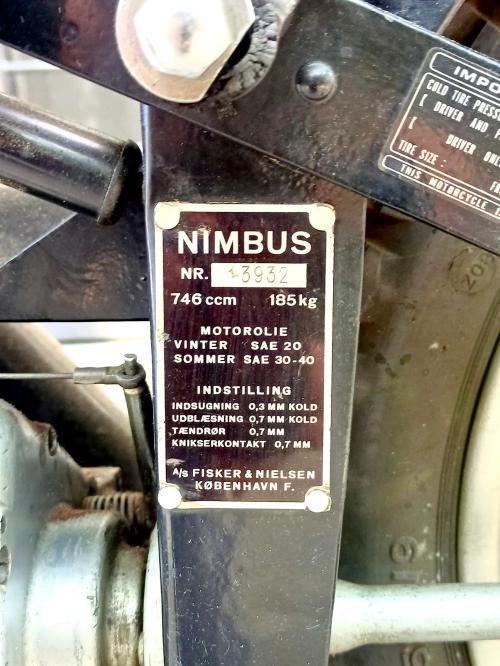 IMPO
COLD TIRE PRESS
[ DRIVER AND
[ DRIVER ONL
TIRE SIZE: F
THIS MOTORCYCLE
NIMBUS
NR. 13932
746 ccm 185 kg
MOTOROLIE
VINTER SAE 20
SOMMER SAE 30-40
INDSTILLING
INDSUGNING 0,3 MM KOLD
UDBLÆSNING 0,7 MM KOLD
TÆNDRØR 0,7 MM
KNIKSERKONTAKT 0,7 MM
A/S FISKER & NIELSEN
KØBENHAVN F.